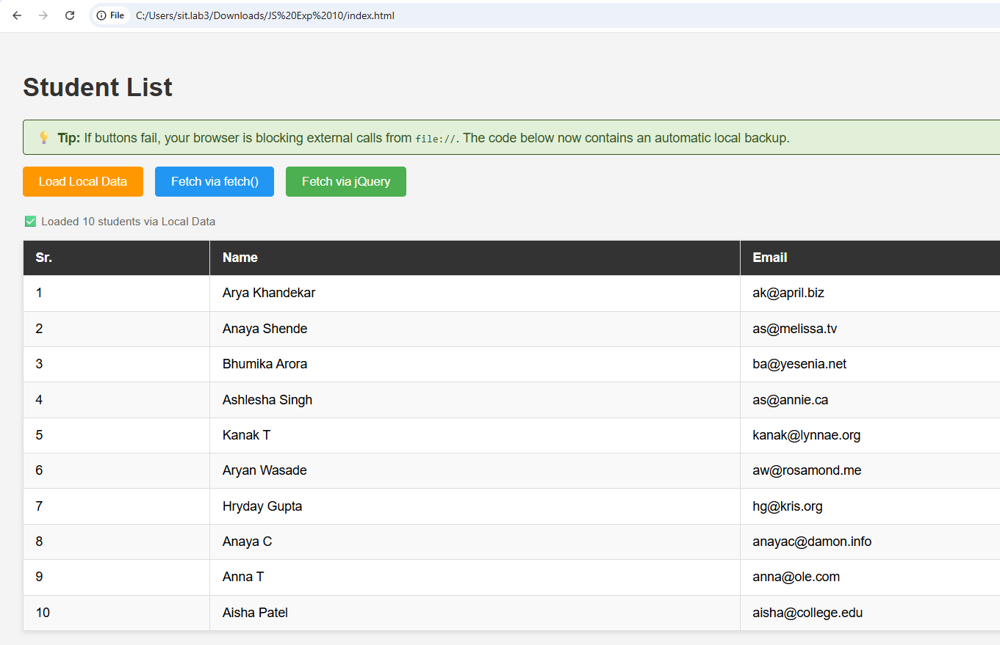 File C:/Users/sit.lab3/Downloads/JS%20Exp%2010/index.html
Student List
💡 Tip: If buttons fail, your browser is blocking external calls from file://. The code below now contains an automatic local backup.
Load Local Data Fetch via fetch() Fetch via jQuery
✅ Loaded 10 students via Local Data
Sr. Name Email
1 Arya Khandekar ak@april.biz
2 Anaya Shende as@melissa.tv
3 Bhumika Arora ba@yesenia.net
4 Ashlesha Singh as@annie.ca
5 Kanak T kanak@lynnae.org
6 Aryan Wasade aw@rosamond.me
7 Hryday Gupta hg@kris.org
8 Anaya C anayac@damon.info
9 Anna T anna@ole.com
10 Aisha Patel aisha@college.edu